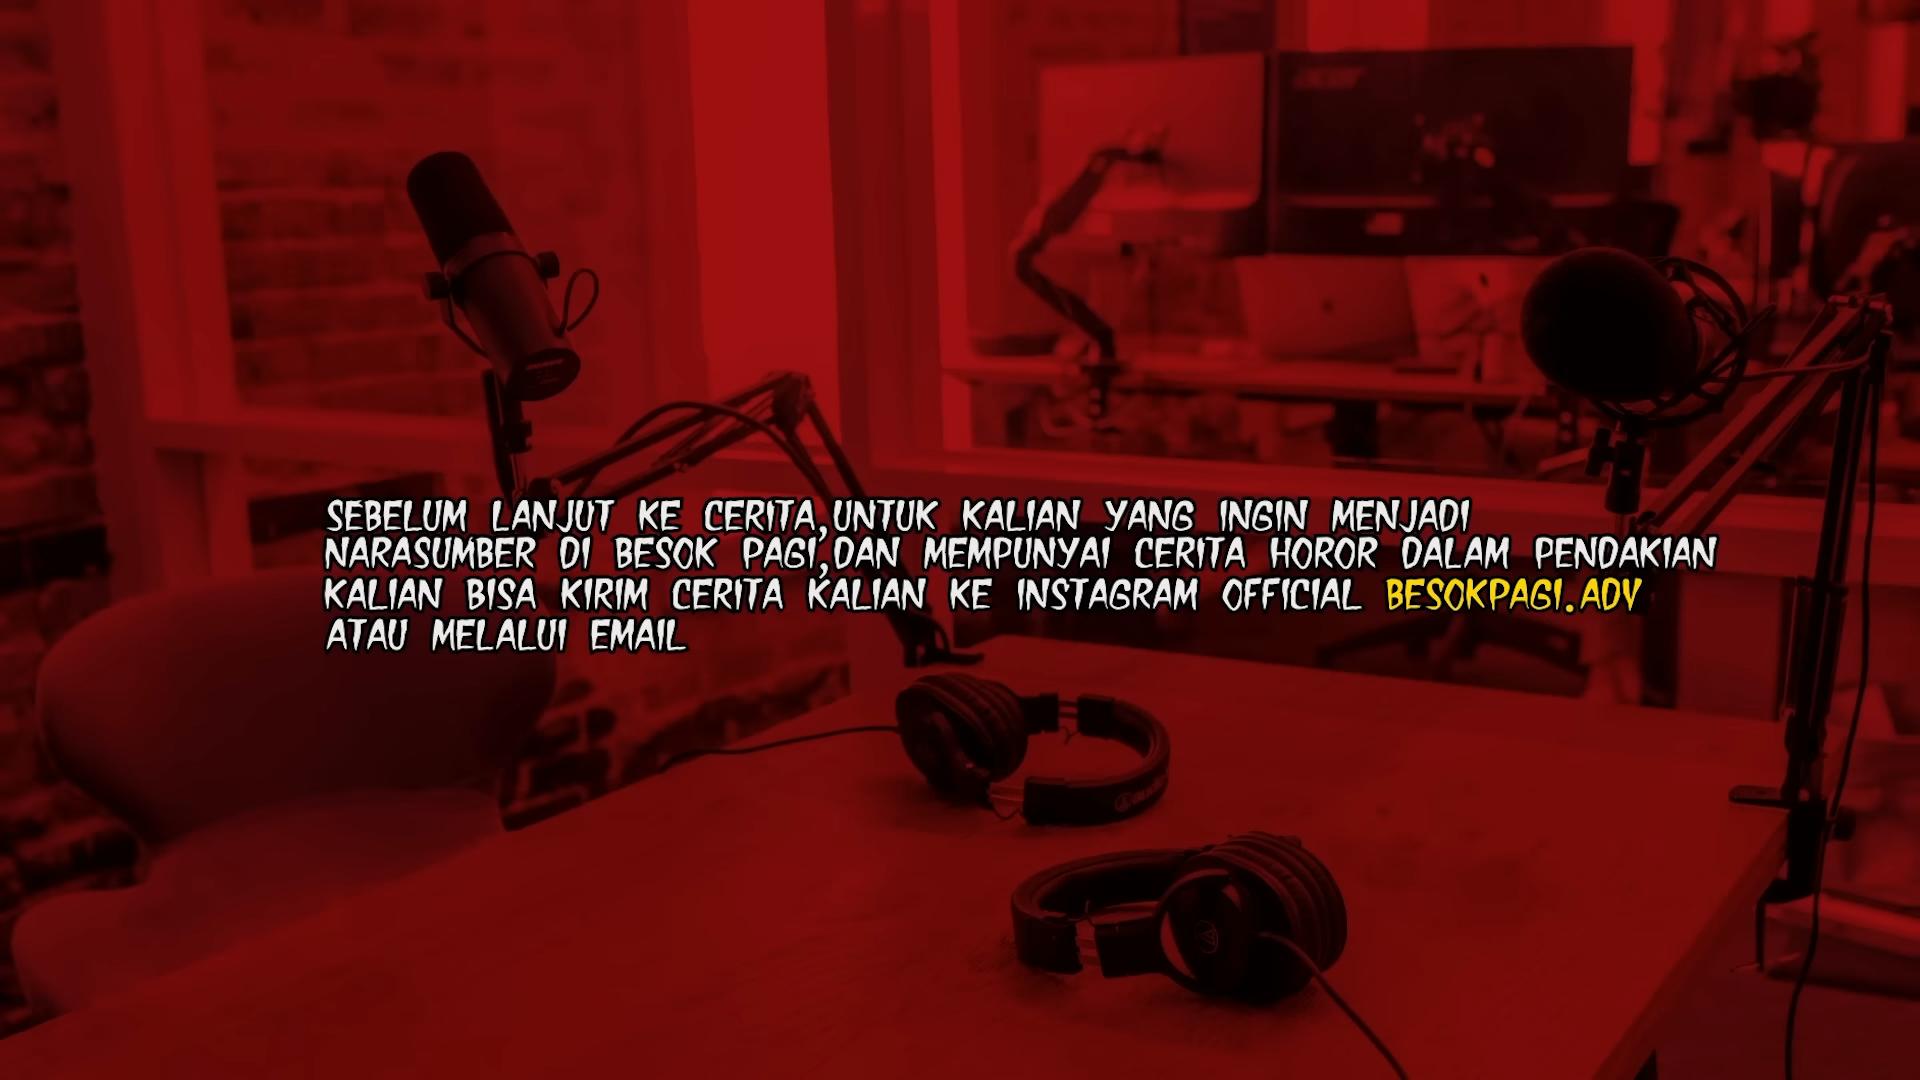 acer
SEBELUM LANJUT KE CERITA,UNTUK KALIAN YANG INGIN MENJADI
NARASUMBER DI BESOK PAGI,DAN MEMPUNYAI CERITA HOROR DALAM PENDAKIAN
KALIAN BISA KIRIM CERITA KALIAN KE INSTAGRAM OFFICIAL BESOKPAGI.ADV
ATAU MELALUI EMAIL